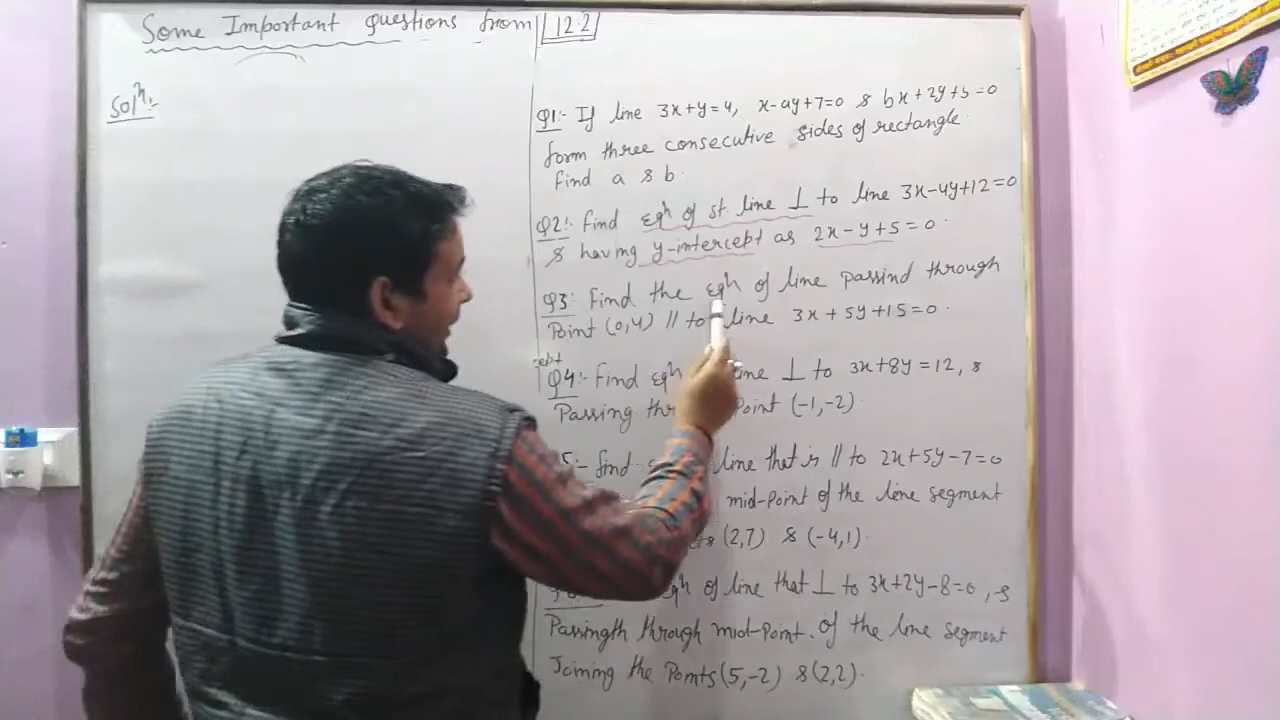 Some Important questions from 12.2
Solⁿ:-
Q1:- If line 3x+y=4, x-ay+7=0 & bx+2y+5=0
form three consecutive sides of rectangle.
Find a & b.
Q2:- Find eqⁿ of st. line ⊥ to line 3x-4y+12=0
& having y-intercept as 2x-y+5=0.
Q3:- Find the eqⁿ of line passind through
Point (0,4) // to line 3x+5y+15=0.
cept
Q4:- Find eqⁿ ⊥ to 3x+8y=12, &
Passing Point (-1,-2).
5:- find line that is // to 2x+5y-7=0
mid-point of the line segment
(2,7) & (-4,1).
eqⁿ of line that ⊥ to 3x+2y-8=0, &
Passingth through mid-Point. of the line segment
Joining the Points (5,-2) & (2,2).